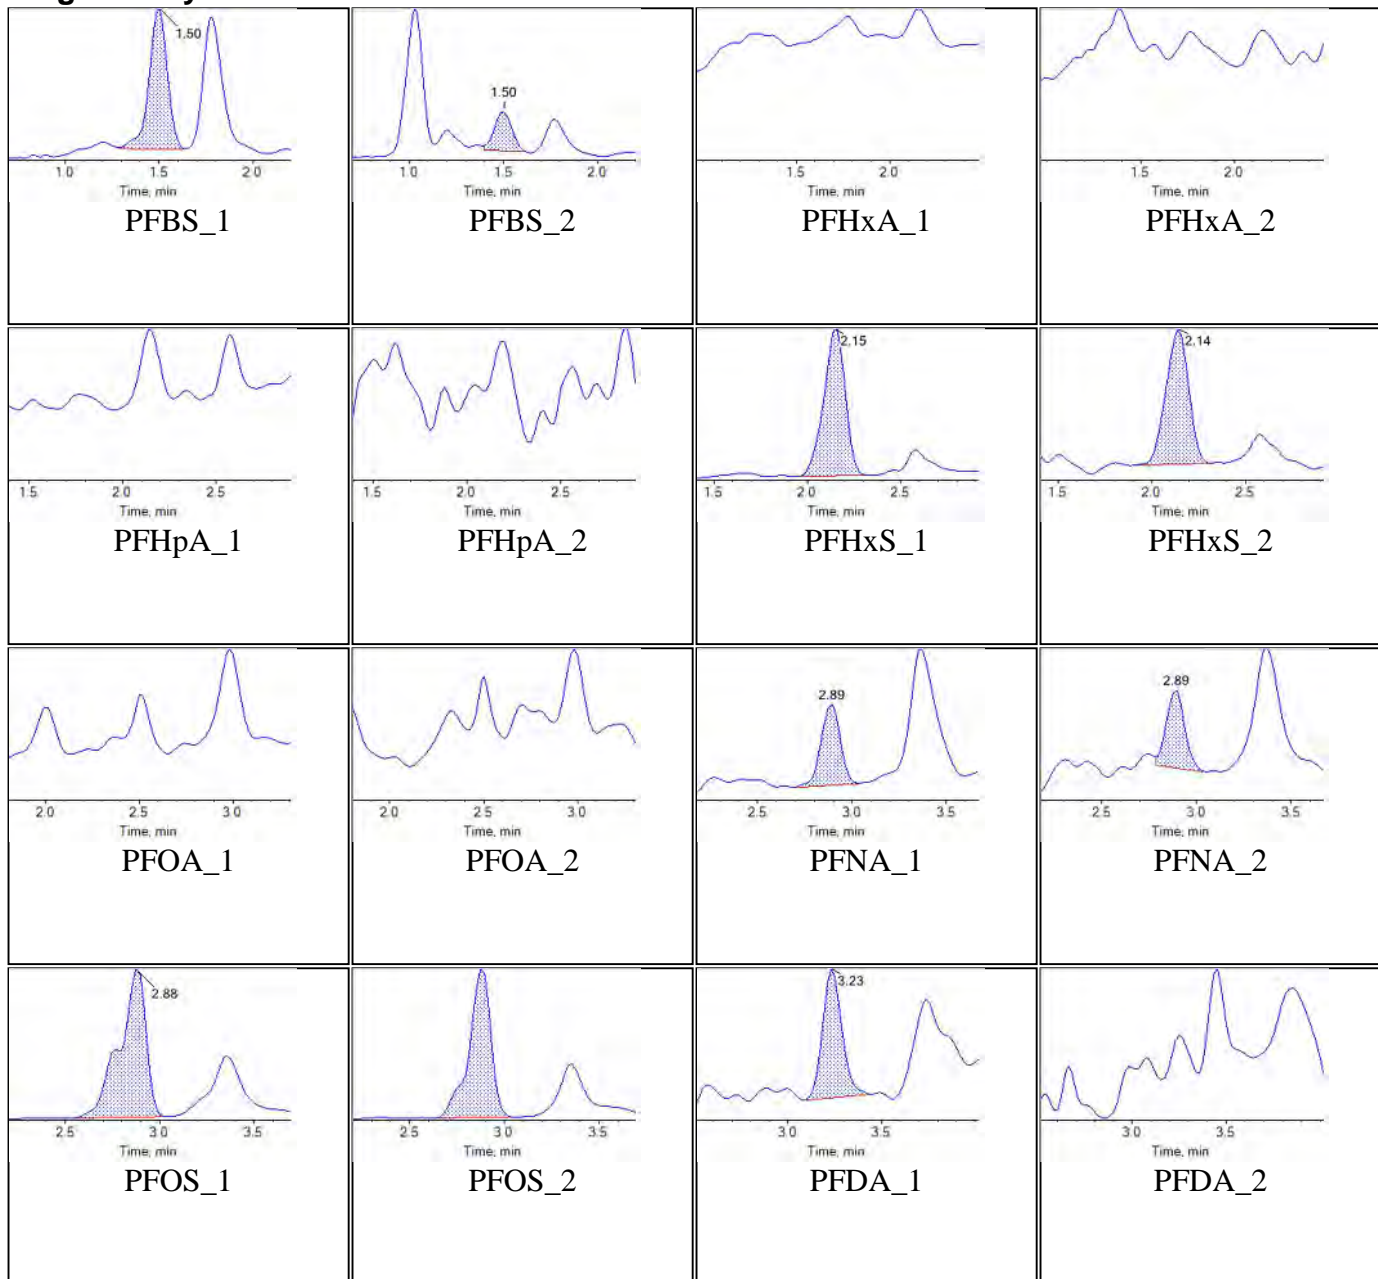 1.50
1.0 1.5 2.0
Time, min
PFBS_1
1.50
1.0 1.5 2.0
Time, min
PFBS_2
1.5 2.0
Time, min
PFHxA_1
1.5 2.0
Time, min
PFHxA_2
1.5 2.0 2.5
Time, min
PFHpA_1
1.5 2.0 2.5
Time, min
PFHpA_2
2.15
1.5 2.0 2.5
Time, min
PFHxS_1
2.14
1.5 2.0 2.5
Time, min
PFHxS_2
2.0 2.5 3.0
Time, min
PFOA_1
2.0 2.5 3.0
Time, min
PFOA_2
2.89
2.5 3.0 3.5
Time, min
PFNA_1
2.89
2.5 3.0 3.5
Time, min
PFNA_2
2.88
2.5 3.0 3.5
Time, min
PFOS_1
2.5 3.0 3.5
Time, min
PFOS_2
3.23
3.0 3.5
Time, min
PFDA_1
3.0 3.5
Time, min
PFDA_2